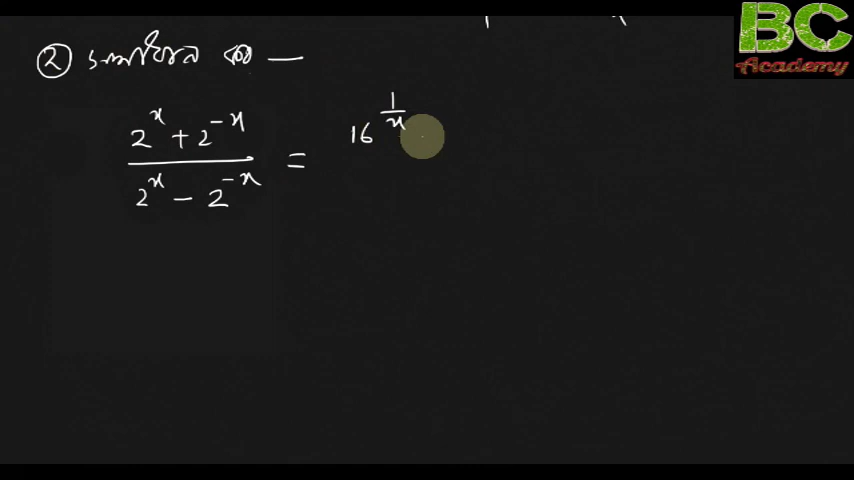 BC
Academy
② সমাধান কর —
(2^x + 2^-x) / (2^x - 2^-x) = 16^(1/x)